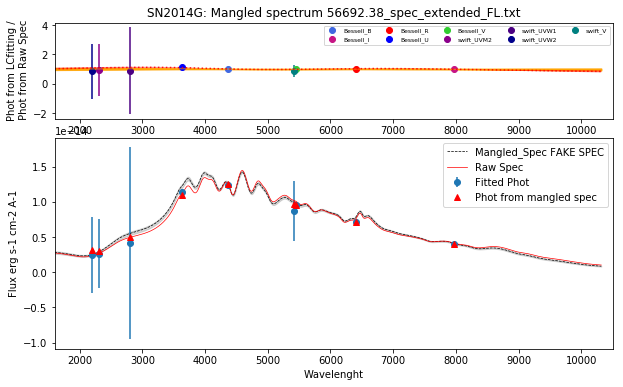 SN2014G: Mangled spectrum 56692.38_spec_extended_FL.txt
Phot from LCfitting /
Phot from Raw Spec
4
2
0
−2
Bessell_B
Bessell_I
Bessell_R
Bessell_U
Bessell_V
swift_UVM2
swift_UVW1
swift_UVW2
swift_V
2000 3000 4000 5000 6000 7000 8000 9000 10000
1e−14
Flux erg s-1 cm-2 A-1
1.5
1.0
0.5
0.0
−0.5
−1.0
Mangled_Spec FAKE SPEC
Raw Spec
Fitted Phot
Phot from mangled spec
2000 3000 4000 5000 6000 7000 8000 9000 10000
Wavelenght